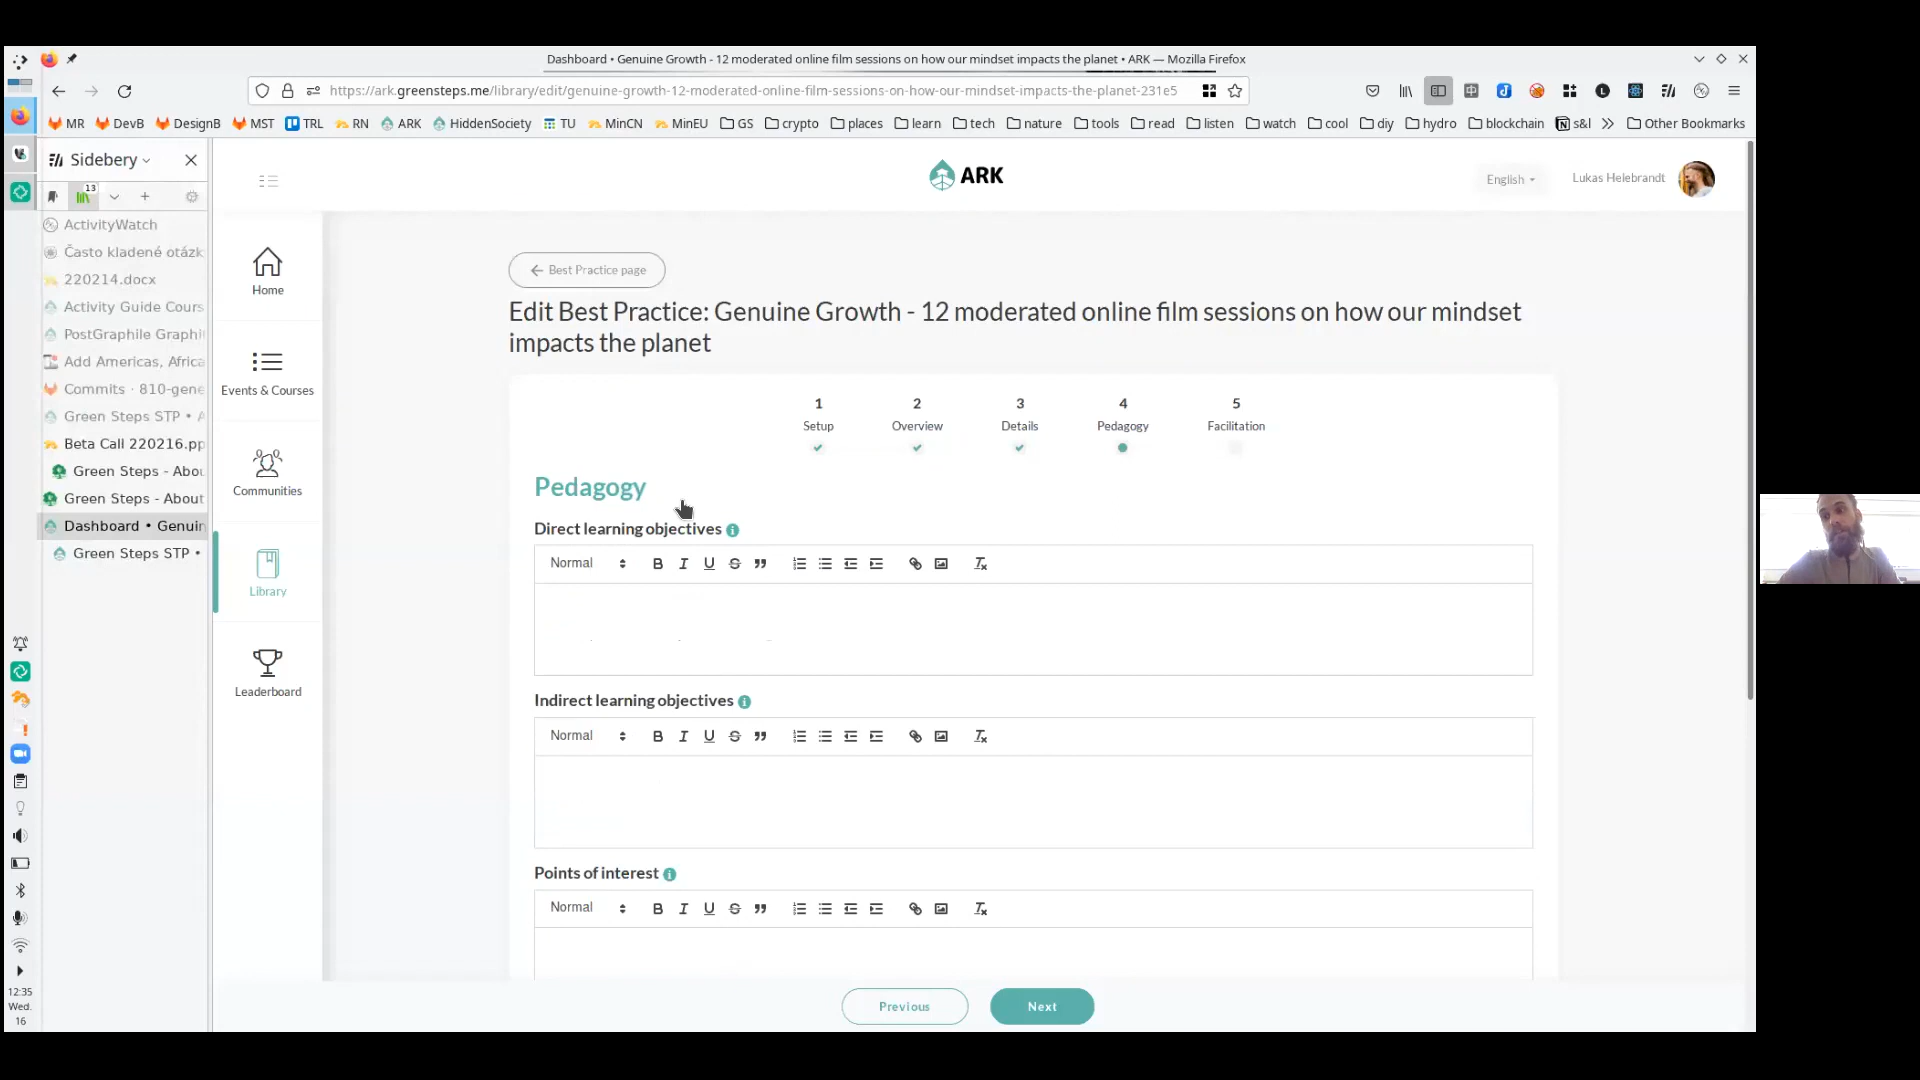 Dashboard • Genuine Growth - 12 moderated online film sessions on how our mindset impacts the planet • ARK — Mozilla Firefox
https://ark.greensteps.me/library/edit/genuine-growth-12-moderated-online-film-sessions-on-how-our-mindset-impacts-the-planet-231e5
MR DevB DesignB MST TRL RN ARK HiddenSociety TU MinCN MinEU GS crypto places learn tech nature tools read listen watch cool diy hydro blockchain s&l Other Bookmarks
Sidebery
13
ActivityWatch
Často kladené otázk
220214.docx
Activity Guide Cours
PostGraphile Graphi
Add Americas, Africa
Commits · 810-gene
Green Steps STP •
Beta Call 220216.pp
Green Steps - Abou
Green Steps - About
Dashboard • Genuin
Green Steps STP •
12:35
Wed.
16
ARK
English
Lukas Helebrandt
Home
Events & Courses
Communities
Library
Leaderboard
Best Practice page
Edit Best Practice: Genuine Growth - 12 moderated online film sessions on how our mindset
impacts the planet
1 2 3 4 5
Setup Overview Details Pedagogy Facilitation
Pedagogy
Direct learning objectives
Normal
Indirect learning objectives
Normal
Points of interest
Normal
Previous Next